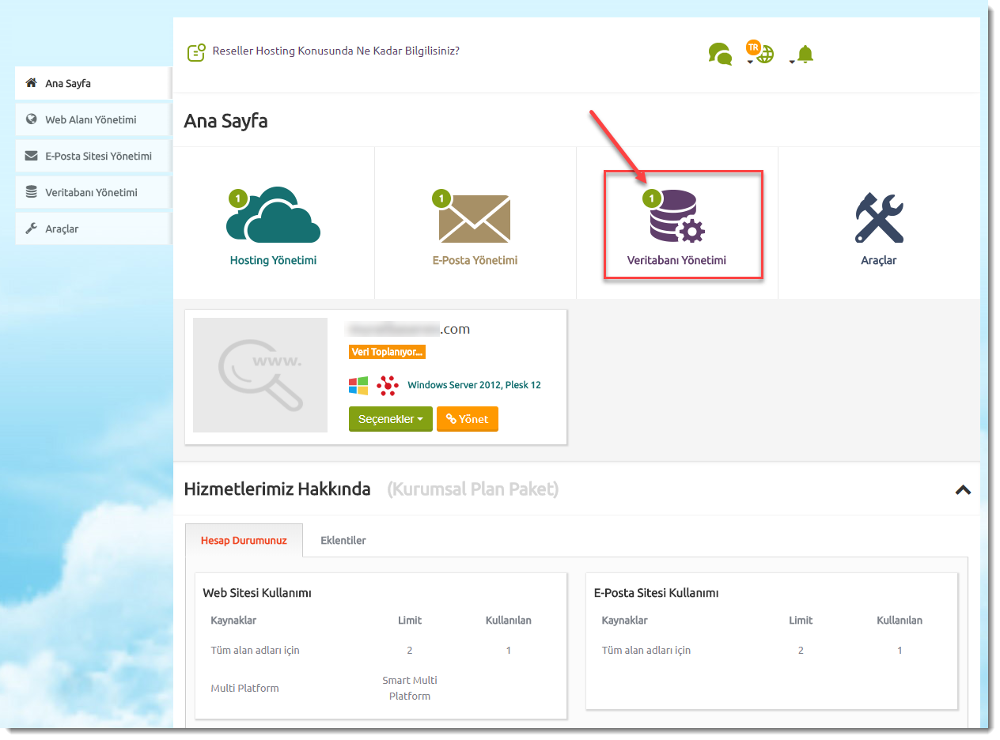 Reseller Hosting Konusunda Ne Kadar Bilgilisiniz?
TR
Ana Sayfa
Web Alanı Yönetimi
E-Posta Sitesi Yönetimi
Veritabanı Yönetimi
Araçlar
Ana Sayfa
1
Hosting Yönetimi
1
E-Posta Yönetimi
1
Veritabanı Yönetimi
Araçlar
www.
.com
Veri Toplanıyor...
Windows Server 2012, Plesk 12
Seçenekler
Yönet
Hizmetlerimiz Hakkında (Kurumsal Plan Paket)
Hesap Durumunuz Eklentiler
Web Sitesi Kullanımı
Kaynaklar Limit Kullanılan
Tüm alan adları için 2 1
Multi Platform Smart Multi
Platform
E-Posta Sitesi Kullanımı
Kaynaklar Limit Kullanılan
Tüm alan adları için 2 1